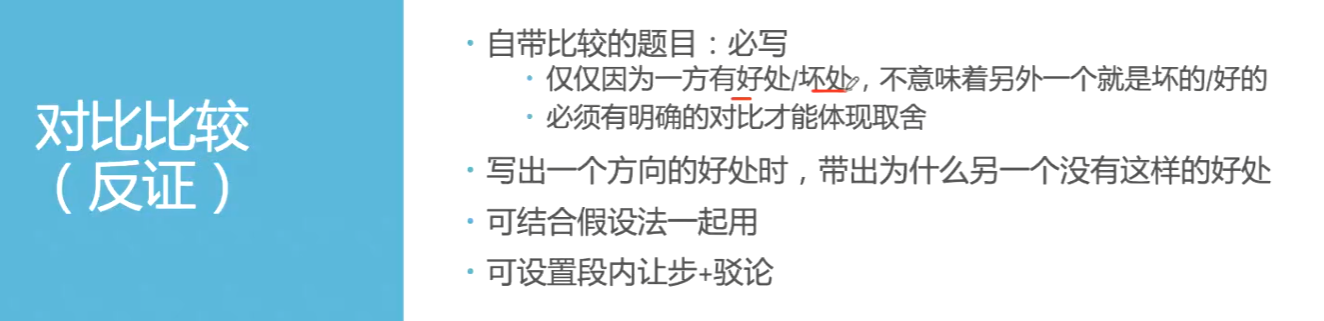 对比比较
（反证）
• 自带比较的题目：必写
• 仅仅因为一方有好处/坏处，不意味着另外一个就是坏的/好的
• 必须有明确的对比才能体现取舍
• 写出一个方向的好处时，带出为什么另一个没有这样的好处
• 可结合假设法一起用
• 可设置段内让步+驳论